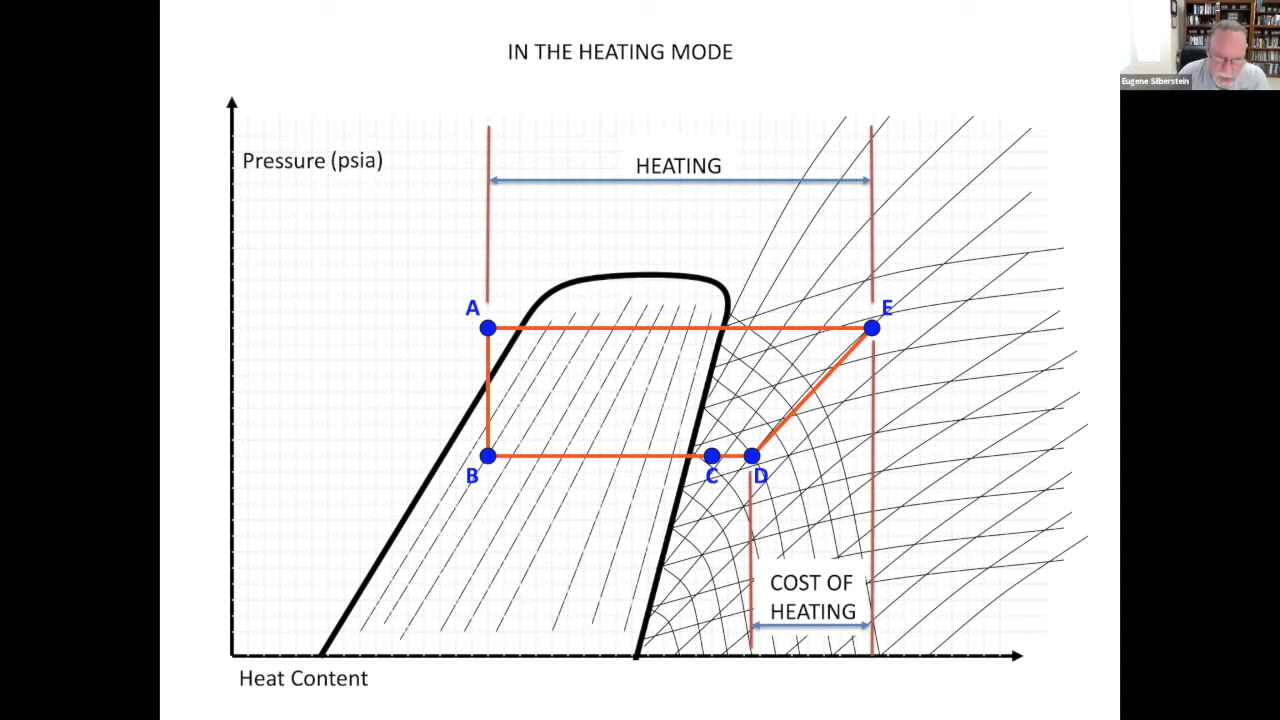 IN THE HEATING MODE
Eugene Silberstein
Pressure (psia)
HEATING
A
E
B
C
D
COST OF
HEATING
Heat Content